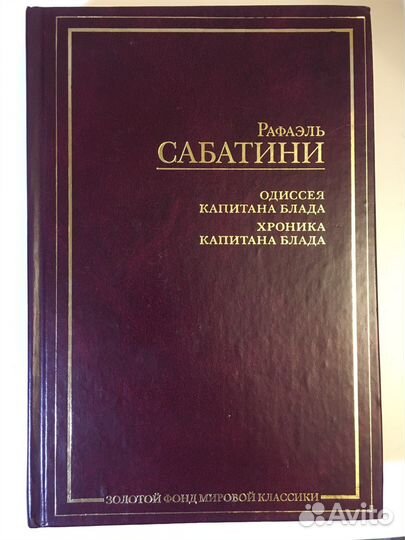 Рафаэль
САБАТИНИ
ОДИССЕЯ
КАПИТАНА БЛАДА
ХРОНИКА
КАПИТАНА БЛАДА
ЗОЛОТОЙ ФОНД МИРОВОЙ КЛАССИКИ
Avito